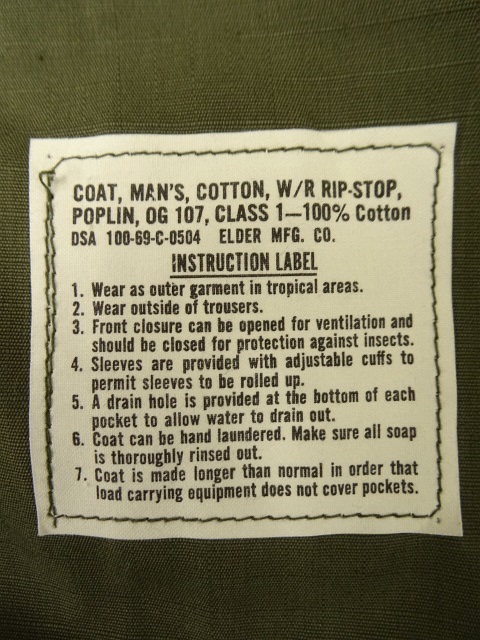 COAT, MAN'S, COTTON, W/R RIP-STOP,
POPLIN, OG 107, CLASS 1—100% Cotton
DSA 100-69-C-0504 ELDER MFG. CO.
INSTRUCTION LABEL
1. Wear as outer garment in tropical areas.
2. Wear outside of trousers.
3. Front closure can be opened for ventilation and
should be closed for protection against insects.
4. Sleeves are provided with adjustable cuffs to
permit sleeves to be rolled up.
5. A drain hole is provided at the bottom of each
pocket to allow water to drain out.
6. Coat can be hand laundered. Make sure all soap
is thoroughly rinsed out.
7. Coat is made longer than normal in order that
load carrying equipment does not cover pockets.